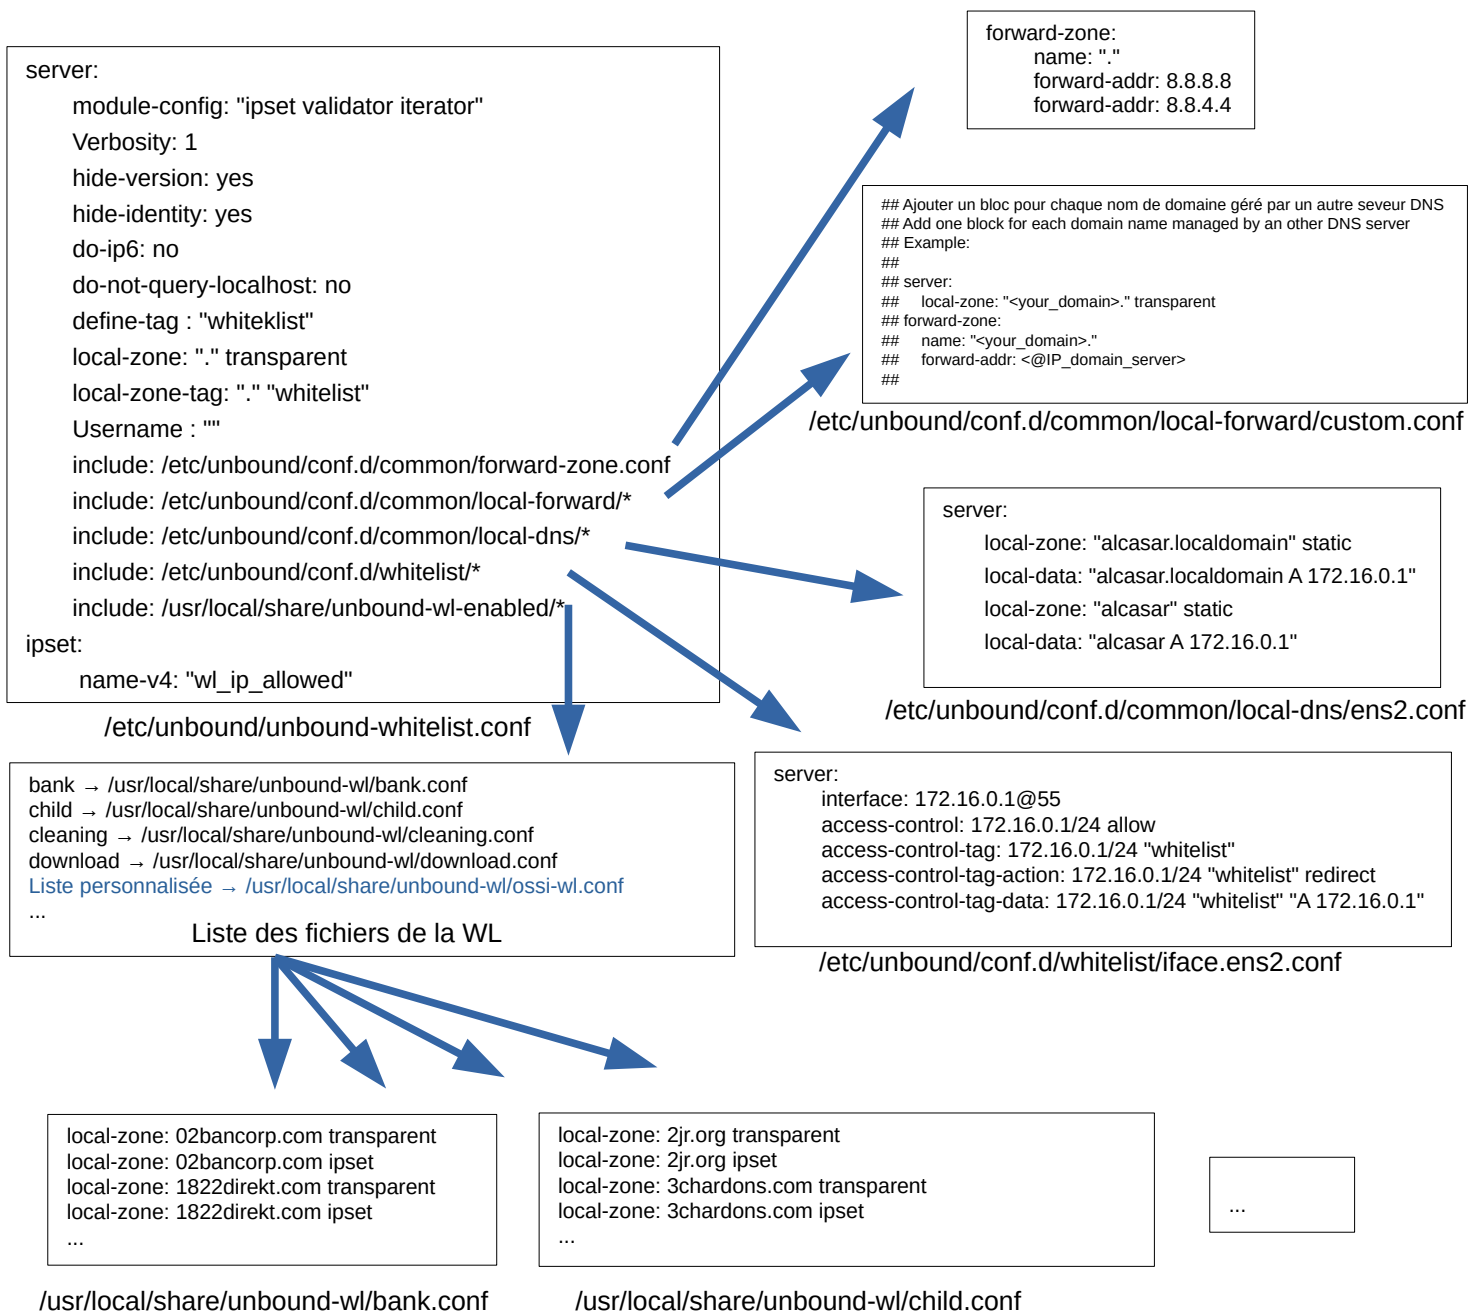 server:
module-config: "ipset validator iterator"
Verbosity: 1
hide-version: yes
hide-identity: yes
do-ip6: no
do-not-query-localhost: no
define-tag : "whiteklist"
local-zone: "." transparent
local-zone-tag: "." "whitelist"
Username : ""
include: /etc/unbound/conf.d/common/forward-zone.conf
include: /etc/unbound/conf.d/common/local-forward/*
include: /etc/unbound/conf.d/common/local-dns/*
include: /etc/unbound/conf.d/whitelist/*
include: /usr/local/share/unbound-wl-enabled/*
ipset:
name-v4: "wl_ip_allowed"
/etc/unbound/unbound-whitelist.conf
forward-zone:
name: "."
forward-addr: 8.8.8.8
forward-addr: 8.8.4.4
## Ajouter un bloc pour chaque nom de domaine géré par un autre seveur DNS
## Add one block for each domain name managed by an other DNS server
## Example:
##
## server:
## local-zone: "<your_domain>." transparent
## forward-zone:
## name: "<your_domain>."
## forward-addr: <@IP_domain_server>
##
/etc/unbound/conf.d/common/local-forward/custom.conf
server:
local-zone: "alcasar.localdomain" static
local-data: "alcasar.localdomain A 172.16.0.1"
local-zone: "alcasar" static
local-data: "alcasar A 172.16.0.1"
/etc/unbound/conf.d/common/local-dns/ens2.conf
server:
interface: 172.16.0.1@55
access-control: 172.16.0.1/24 allow
access-control-tag: 172.16.0.1/24 "whitelist"
access-control-tag-action: 172.16.0.1/24 "whitelist" redirect
access-control-tag-data: 172.16.0.1/24 "whitelist" "A 172.16.0.1"
/etc/unbound/conf.d/whitelist/iface.ens2.conf
bank → /usr/local/share/unbound-wl/bank.conf
child → /usr/local/share/unbound-wl/child.conf
cleaning → /usr/local/share/unbound-wl/cleaning.conf
download → /usr/local/share/unbound-wl/download.conf
Liste personnalisée → /usr/local/share/unbound-wl/ossi-wl.conf
...
Liste des fichiers de la WL
local-zone: 02bancorp.com transparent
local-zone: 02bancorp.com ipset
local-zone: 1822direkt.com transparent
local-zone: 1822direkt.com ipset
...
/usr/local/share/unbound-wl/bank.conf
local-zone: 2jr.org transparent
local-zone: 2jr.org ipset
local-zone: 3chardons.com transparent
local-zone: 3chardons.com ipset
...
/usr/local/share/unbound-wl/child.conf
...